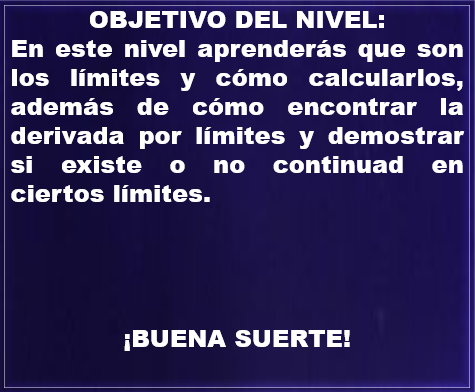 OBJETIVO DEL NIVEL:
En este nivel aprenderás que son
los límites y cómo calcularlos,
además de cómo encontrar la
derivada por límites y demostrar
si existe o no continuad en
ciertos límites.
¡BUENA SUERTE!